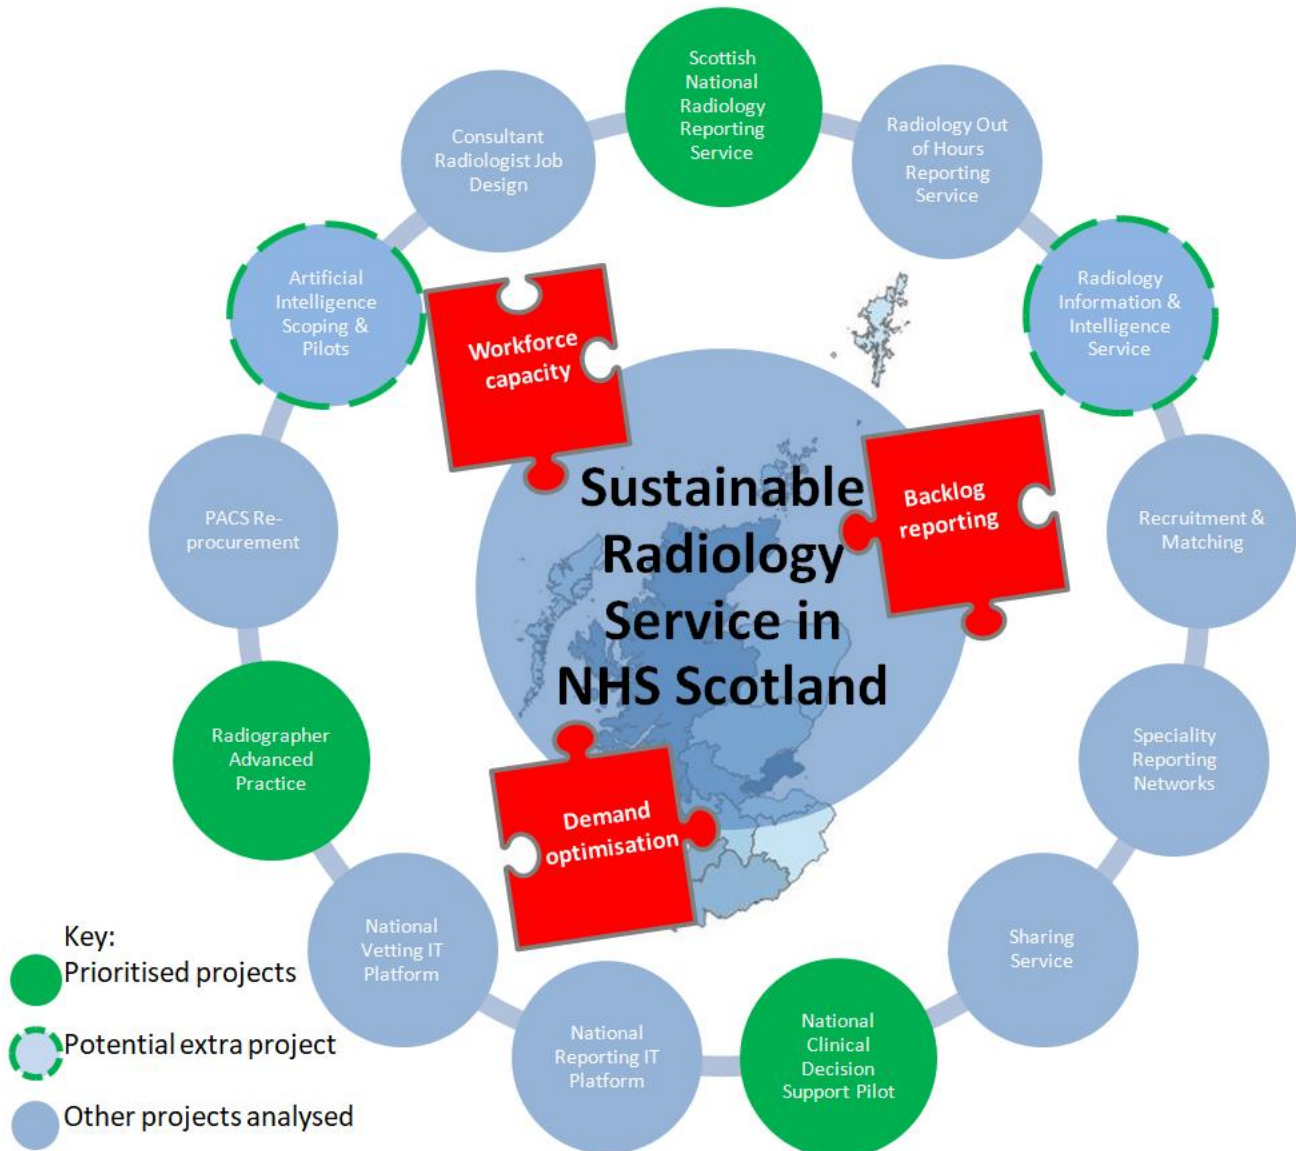 Scottish
National
Radiology
Reporting
Service
Radiology Out
of Hours
Reporting
Service
Radiology
Information &
Intelligence
Service
Recruitment &
Matching
Speciality
Reporting
Networks
Sharing
Service
National
Clinical
Decision
Support Pilot
National
Reporting IT
Platform
National
Vetting IT
Platform
Radiographer
Advanced
Practice
PACS Re-
procurement
Artificial
Intelligence
Scoping &
Pilots
Consultant
Radiologist Job
Design
Workforce
capacity
Backlog
reporting
Demand
optimisation
Sustainable
Radiology
Service in
NHS Scotland
Key:
Prioritised projects
Potential extra project
Other projects analysed